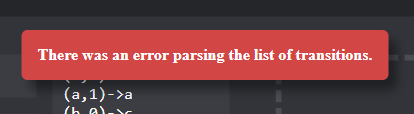 There was an error parsing the list of transitions.
(a,1)->a